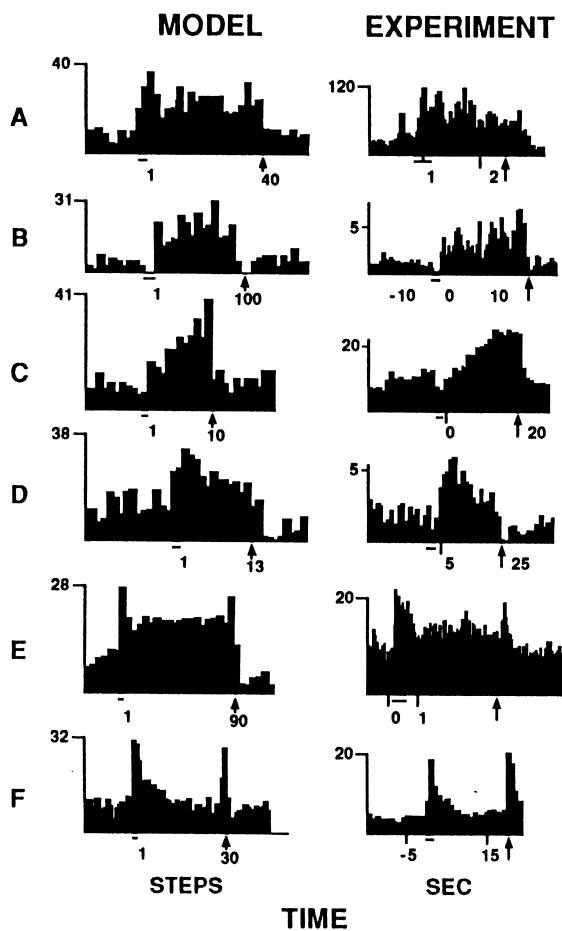 MODEL EXPERIMENT
A 40 120
1 40 1 2
B 31 5
1 100 -10 0 10
C 41 20
1 10 0 20
D 38 5
1 13 5 25
E 28 20
1 90 0 1
F 32 20
1 30 -5 15
STEPS SEC
TIME